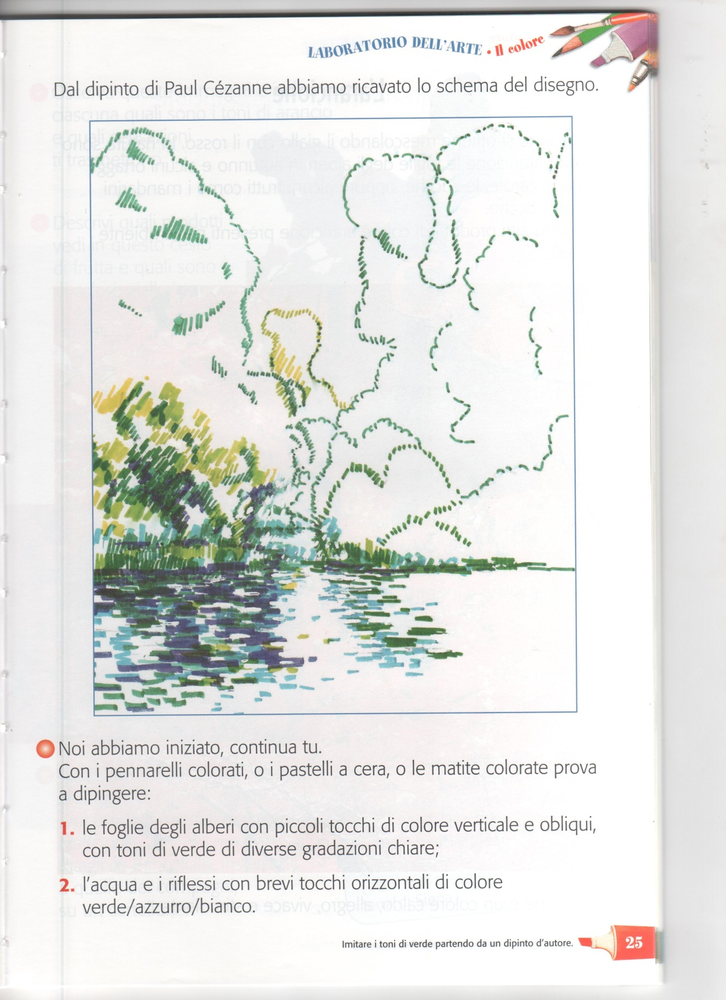 LABORATORIO DELL'ARTE • Il colore
Dal dipinto di Paul Cézanne abbiamo ricavato lo schema del disegno.
Noi abbiamo iniziato, continua tu.
Con i pennarelli colorati, o i pastelli a cera, o le matite colorate prova
a dipingere:
1. le foglie degli alberi con piccoli tocchi di colore verticale e obliqui,
con toni di verde di diverse gradazioni chiare;
2. l'acqua e i riflessi con brevi tocchi orizzontali di colore
verde/azzurro/bianco.
Imitare i toni di verde partendo da un dipinto d'autore.
25